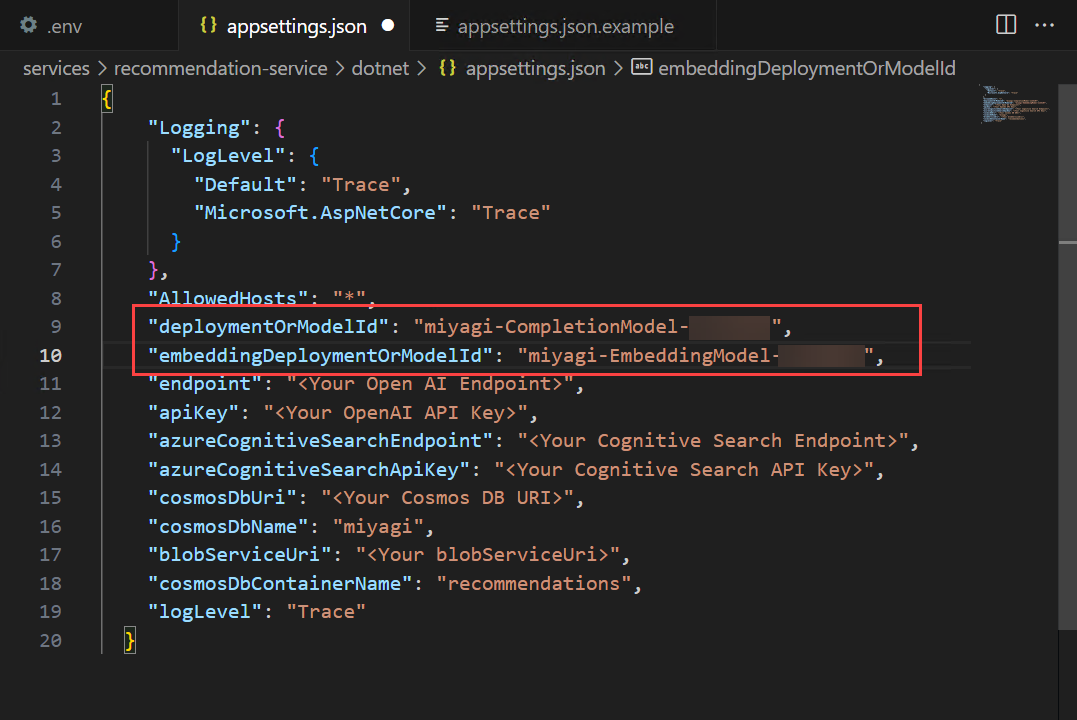 .env
appsettings.json
appsettings.json.example
services > recommendation-service > dotnet > {} appsettings.json > abc embeddingDeploymentOrModelId
1 {
2 "Logging": {
3 "LogLevel": {
4 "Default": "Trace",
5 "Microsoft.AspNetCore": "Trace"
6 }
7 },
8 "AllowedHosts": "*",
9 "deploymentOrModelId": "miyagi-CompletionModel-",
10 "embeddingDeploymentOrModelId": "miyagi-EmbeddingModel-",
11 "endpoint": "<Your Open AI Endpoint>",
12 "apiKey": "<Your OpenAI API Key>",
13 "azureCognitiveSearchEndpoint": "<Your Cognitive Search Endpoint>",
14 "azureCognitiveSearchApiKey": "<Your Cognitive Search API Key>",
15 "cosmosDbUri": "<Your Cosmos DB URI>",
16 "cosmosDbName": "miyagi",
17 "blobServiceUri": "<Your blobServiceUri>",
18 "cosmosDbContainerName": "recommendations",
19 "logLevel": "Trace"
20 }